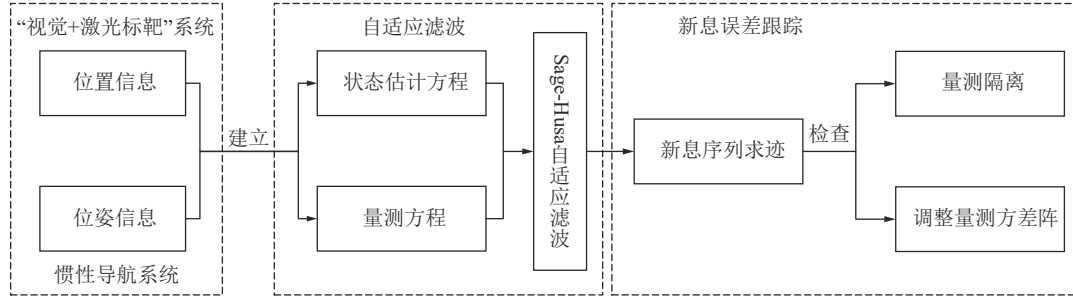 “视觉+激光标靶”系统
位置信息
位姿信息
惯性导航系统
建立
自适应滤波
状态估计方程
量测方程
Sage-Husa自适应滤波
新息误差跟踪
新息序列求迹
检查
量测隔离
调整量测方差阵